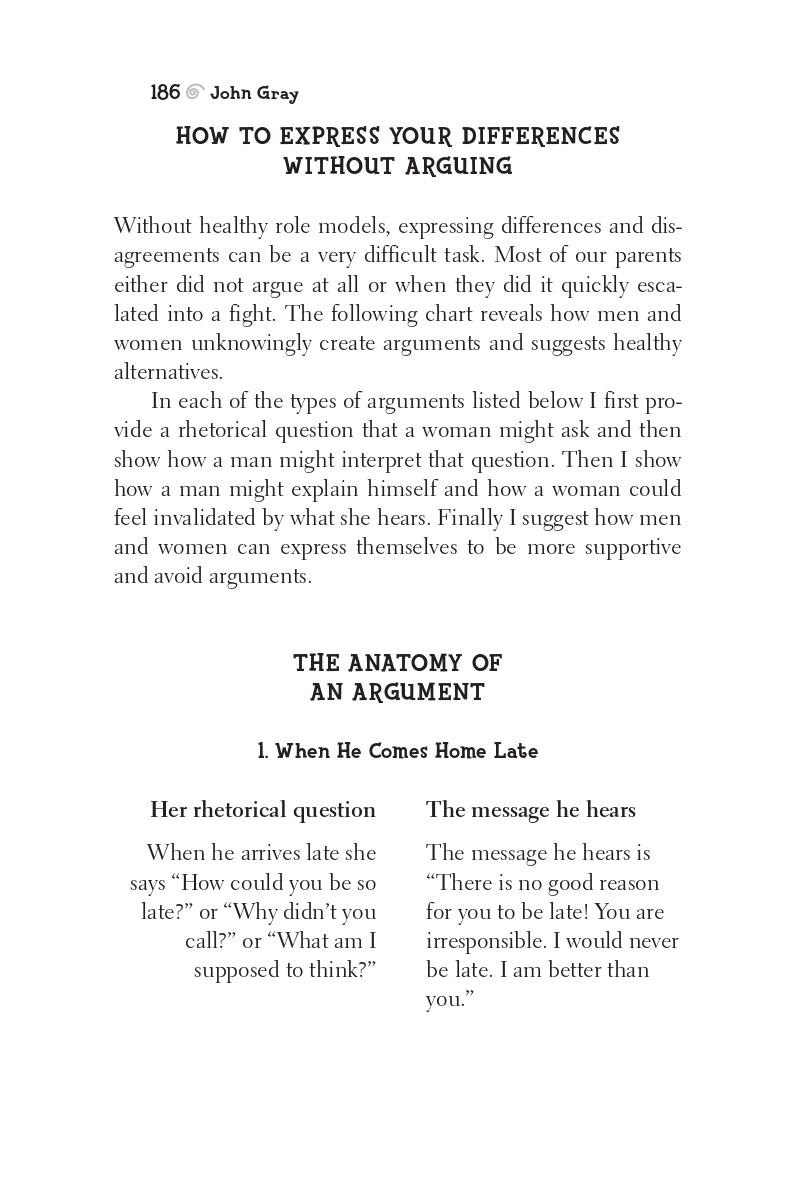 186 John Gray
HOW TO EXPRESS YOUR DIFFERENCES
WITHOUT ARGUING
Without healthy role models, expressing differences and dis-
agreements can be a very difficult task. Most of our parents
either did not argue at all or when they did it quickly esca-
lated into a fight. The following chart reveals how men and
women unknowingly create arguments and suggests healthy
alternatives.
In each of the types of arguments listed below I first pro-
vide a rhetorical question that a woman might ask and then
show how a man might interpret that question. Then I show
how a man might explain himself and how a woman could
feel invalidated by what she hears. Finally I suggest how men
and women can express themselves to be more supportive
and avoid arguments.
THE ANATOMY OF
AN ARGUMENT
1. When He Comes Home Late
Her rhetorical question
When he arrives late she
says “How could you be so
late?” or “Why didn’t you
call?” or “What am I
supposed to think?”
The message he hears
The message he hears is
“There is no good reason
for you to be late! You are
irresponsible. I would never
be late. I am better than
you.”